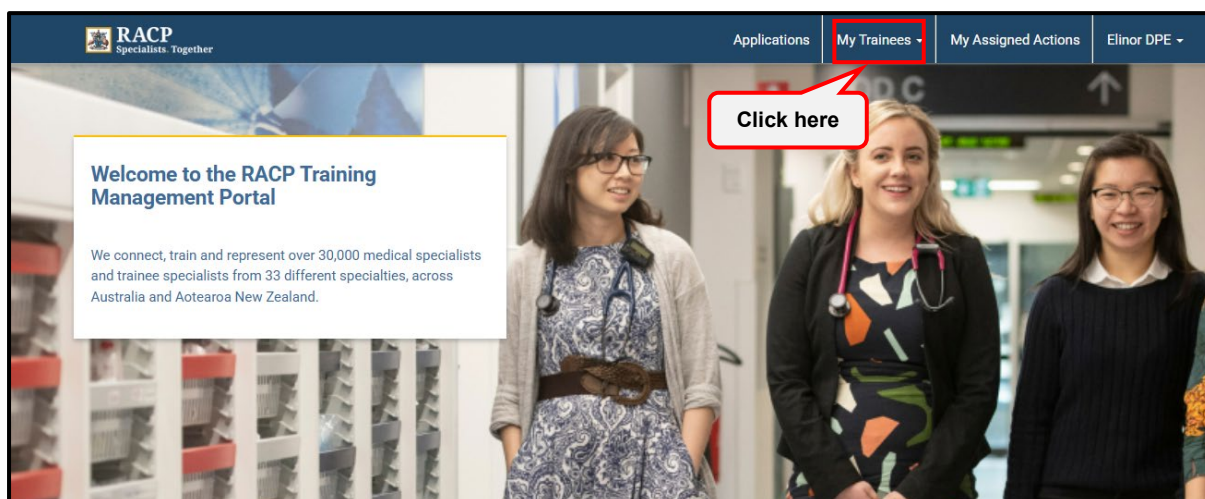 RACP
Specialists. Together
Applications
My Trainees
My Assigned Actions
Elinor DPE
Click here
Welcome to the RACP Training
Management Portal
We connect, train and represent over 30,000 medical specialists
and trainee specialists from 33 different specialties, across
Australia and Aotearoa New Zealand.